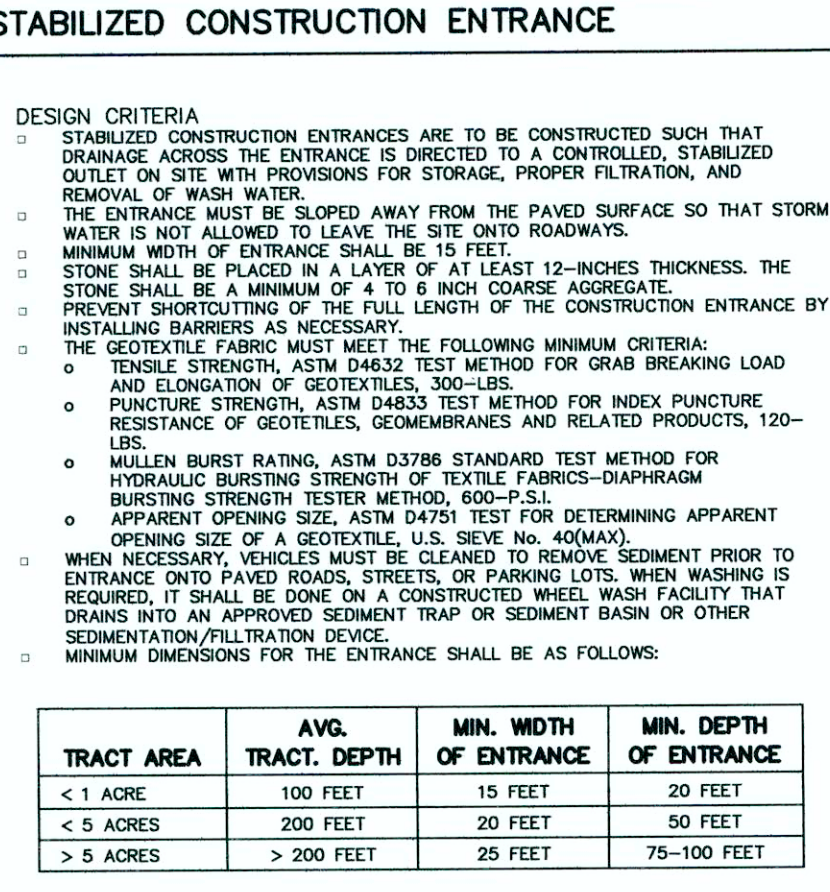 STABILIZED CONSTRUCTION ENTRANCE
DESIGN CRITERIA
□ STABILIZED CONSTRUCTION ENTRANCES ARE TO BE CONSTRUCTED SUCH THAT
DRAINAGE ACROSS THE ENTRANCE IS DIRECTED TO A CONTROLLED, STABILIZED
OUTLET ON SITE WITH PROVISIONS FOR STORAGE, PROPER FILTRATION, AND
REMOVAL OF WASH WATER.
□ THE ENTRANCE MUST BE SLOPED AWAY FROM THE PAVED SURFACE SO THAT STORM
WATER IS NOT ALLOWED TO LEAVE THE SITE ONTO ROADWAYS.
□ MINIMUM WIDTH OF ENTRANCE SHALL BE 15 FEET.
□ STONE SHALL BE PLACED IN A LAYER OF AT LEAST 12-INCHES THICKNESS. THE
STONE SHALL BE A MINIMUM OF 4 TO 6 INCH COARSE AGGREGATE.
□ PREVENT SHORTCUTTING OF THE FULL LENGTH OF THE CONSTRUCTION ENTRANCE BY
INSTALLING BARRIERS AS NECESSARY.
□ THE GEOTEXTILE FABRIC MUST MEET THE FOLLOWING MINIMUM CRITERIA:
o TENSILE STRENGTH, ASTM D4632 TEST METHOD FOR GRAB BREAKING LOAD
AND ELONGATION OF GEOTEXTILES, 300-LBS.
o PUNCTURE STRENGTH, ASTM D4833 TEST METHOD FOR INDEX PUNCTURE
RESISTANCE OF GEOTETILES, GEOMEMBRANES AND RELATED PRODUCTS, 120-
LBS.
o MULLEN BURST RATING, ASTM D3786 STANDARD TEST METHOD FOR
HYDRAULIC BURSTING STRENGTH OF TEXTILE FABRICS-DIAPHRAGM
BURSTING STRENGTH TESTER METHOD, 600-P.S.I.
o APPARENT OPENING SIZE, ASTM D4751 TEST FOR DETERMINING APPARENT
OPENING SIZE OF A GEOTEXTILE, U.S. SIEVE No. 40(MAX).
□ WHEN NECESSARY, VEHICLES MUST BE CLEANED TO REMOVE SEDIMENT PRIOR TO
ENTRANCE ONTO PAVED ROADS, STREETS, OR PARKING LOTS. WHEN WASHING IS
REQUIRED, IT SHALL BE DONE ON A CONSTRUCTED WHEEL WASH FACILITY THAT
DRAINS INTO AN APPROVED SEDIMENT TRAP OR SEDIMENT BASIN OR OTHER
SEDIMENTATION/FILLTRATION DEVICE.
□ MINIMUM DIMENSIONS FOR THE ENTRANCE SHALL BE AS FOLLOWS:
AVG. MIN. WIDTH MIN. DEPTH
TRACT AREA TRACT. DEPTH OF ENTRANCE OF ENTRANCE
< 1 ACRE 100 FEET 15 FEET 20 FEET
< 5 ACRES 200 FEET 20 FEET 50 FEET
> 5 ACRES > 200 FEET 25 FEET 75-100 FEET